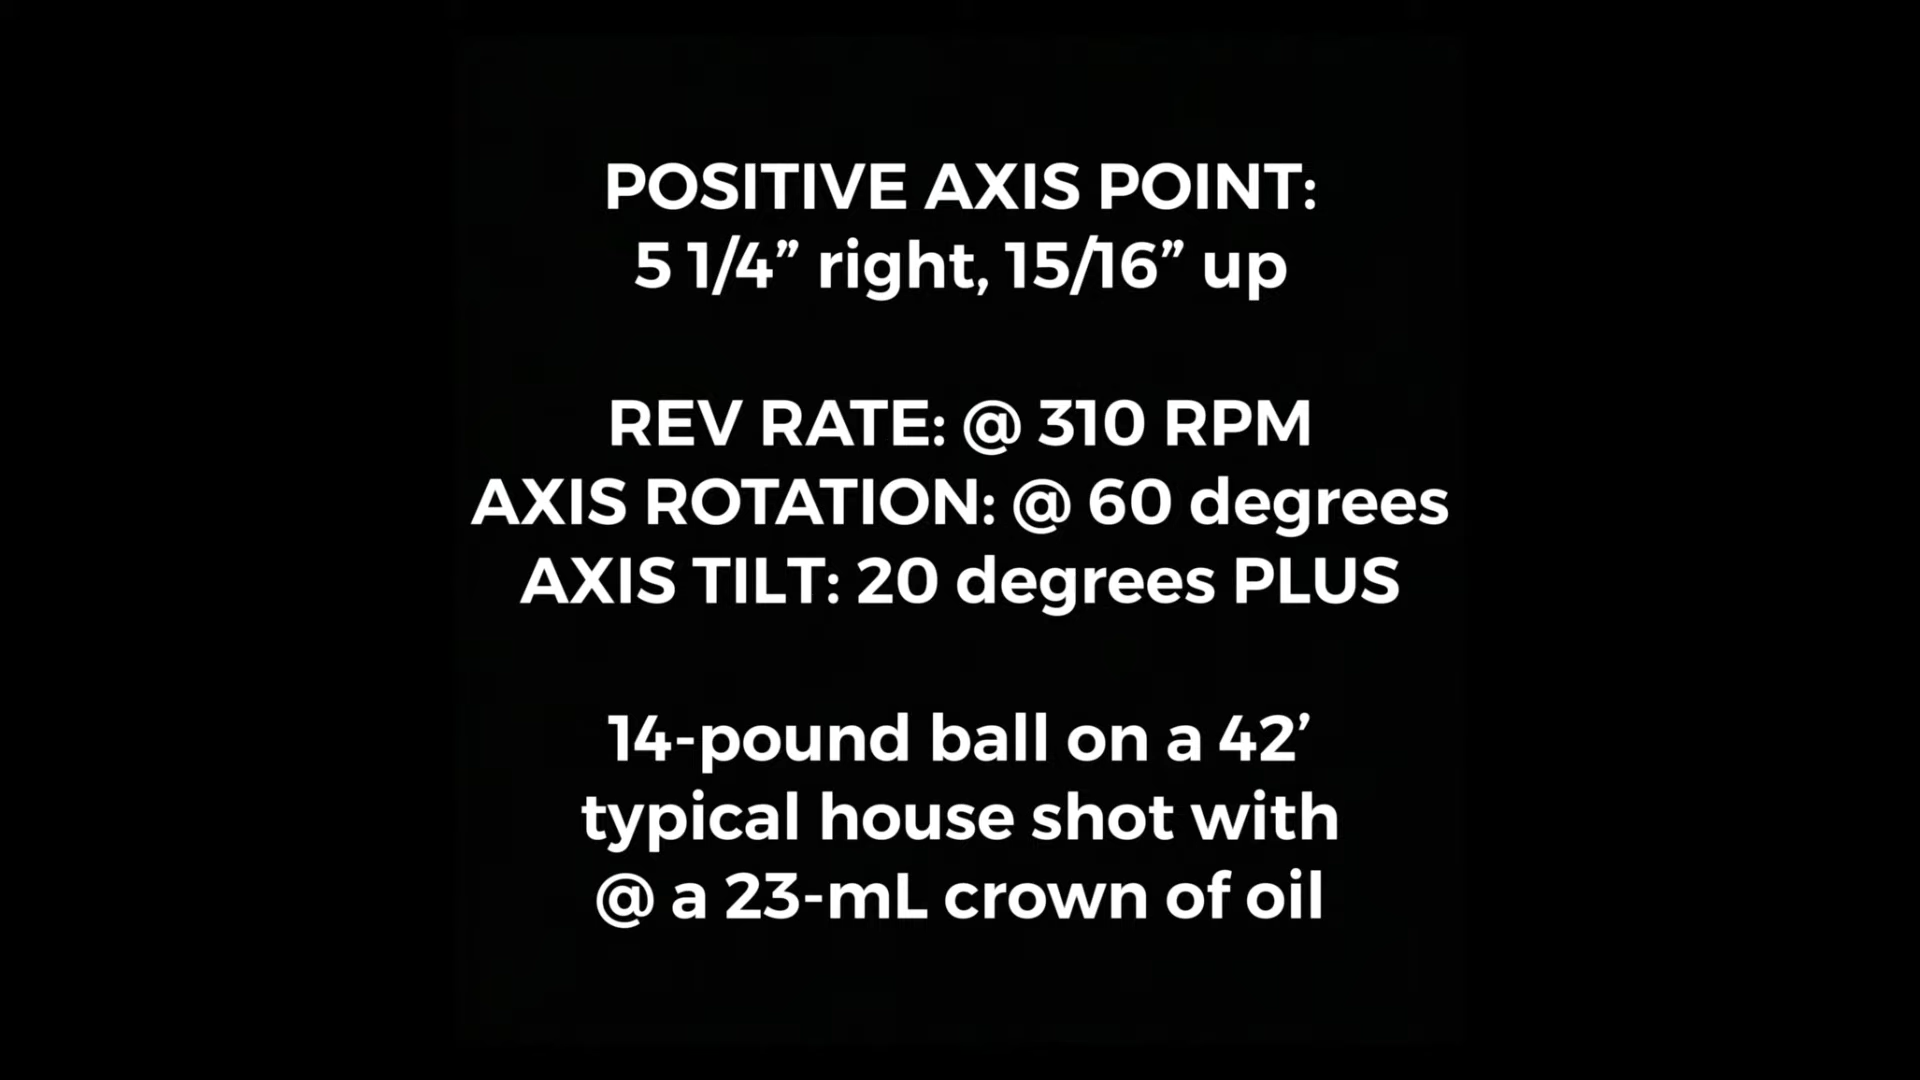 POSITIVE AXIS POINT:
5 1/4” right, 15/16” up
REV RATE: @ 310 RPM
AXIS ROTATION: @ 60 degrees
AXIS TILT: 20 degrees PLUS
14-pound ball on a 42’
typical house shot with
@ a 23-mL crown of oil